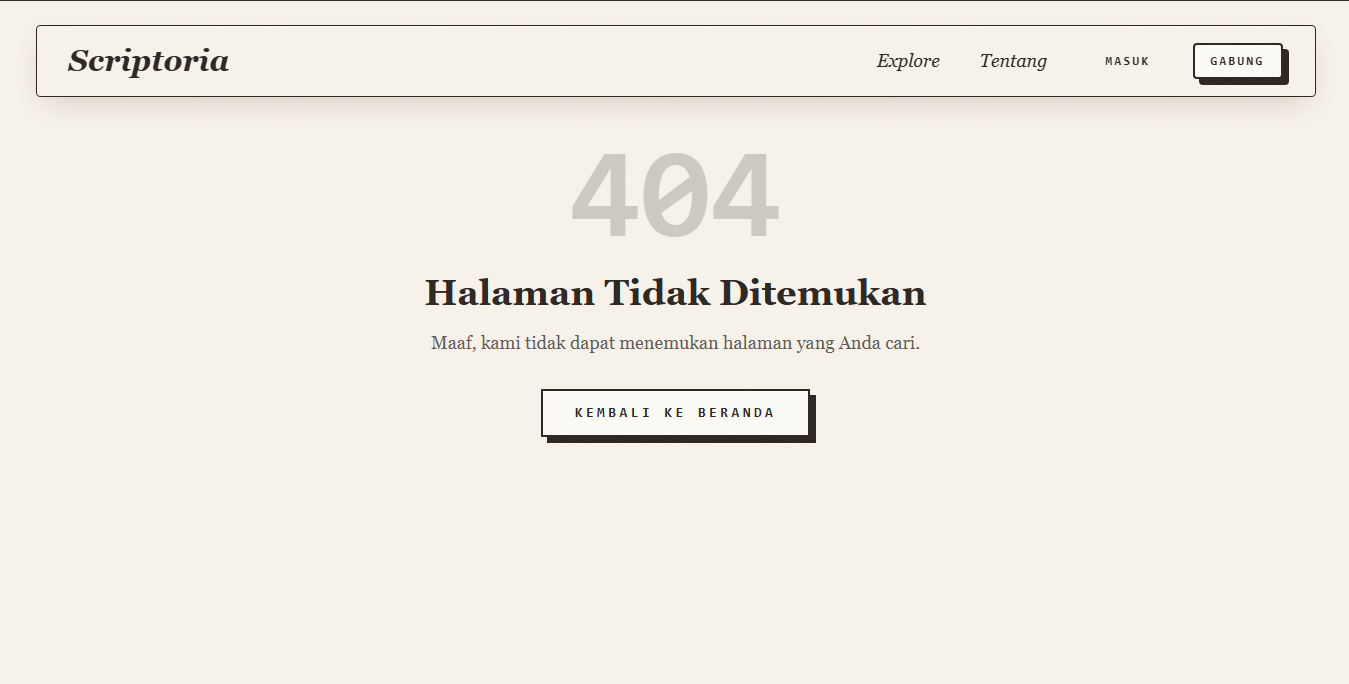 Scriptoria Explore Tentang MASUK GABUNG
404
Halaman Tidak Ditemukan
Maaf, kami tidak dapat menemukan halaman yang Anda cari.
KEMBALI KE BERANDA